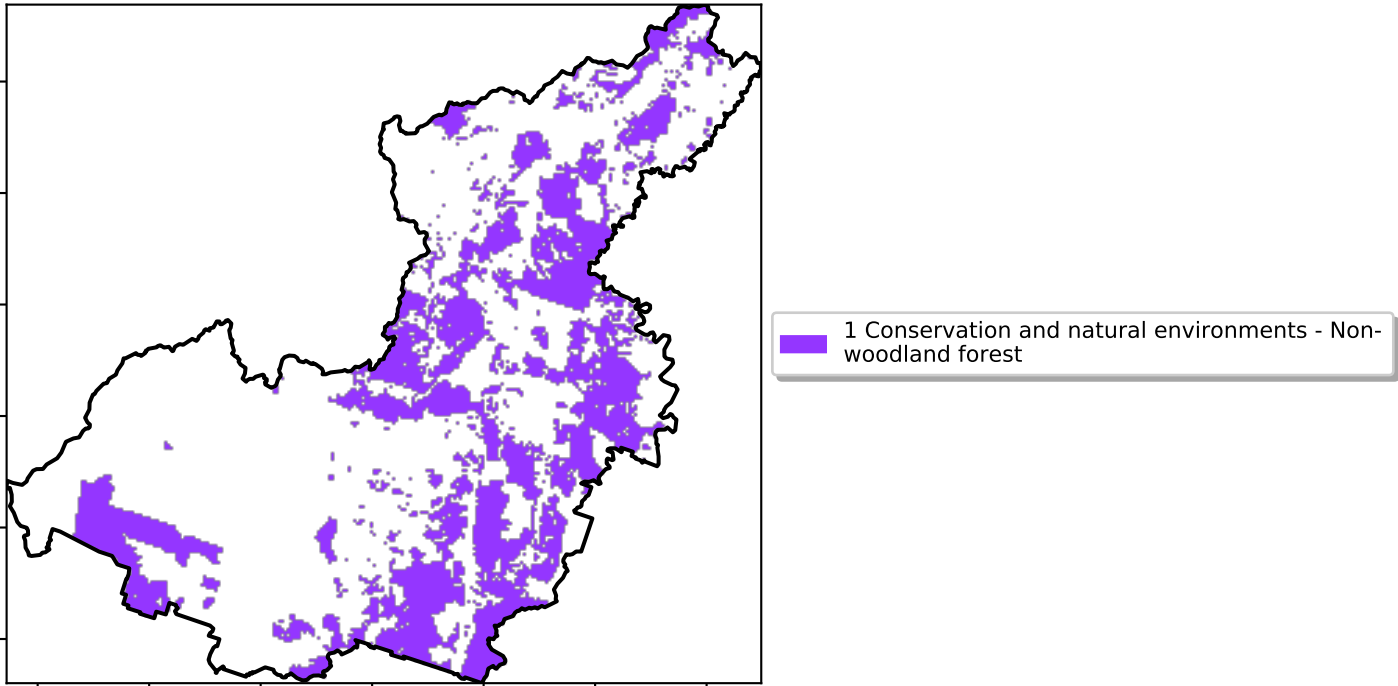 1 Conservation and natural environments - Non-
woodland forest